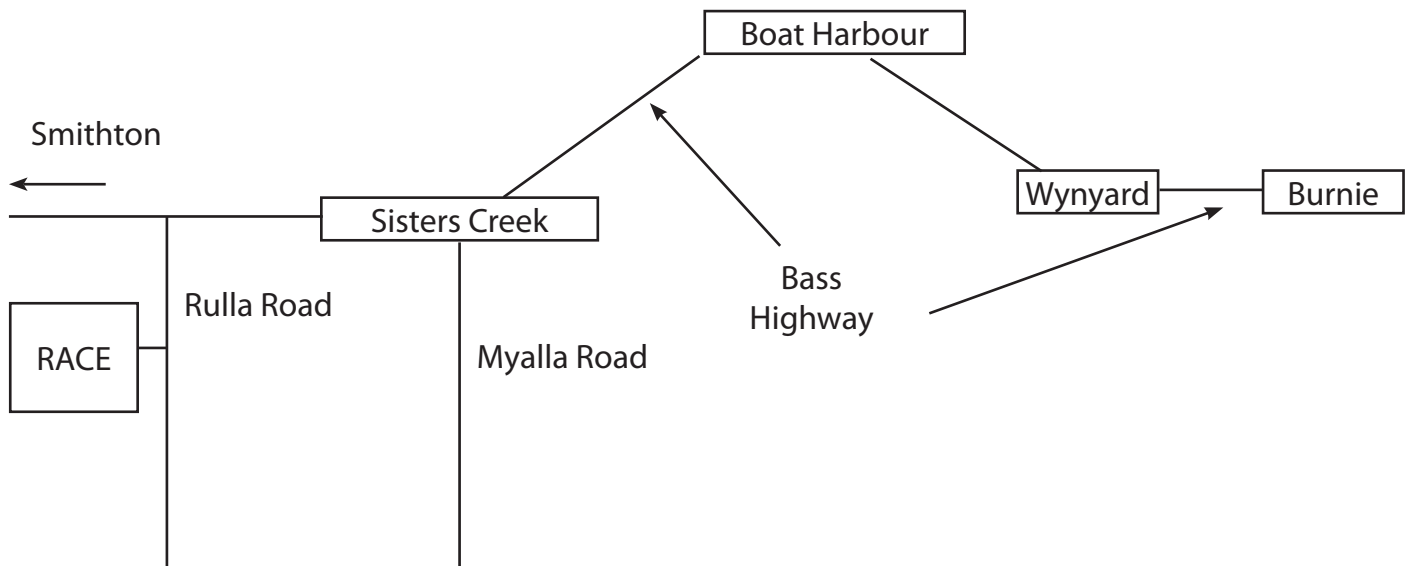 Boat Harbour
Smithton
Wynyard
Burnie
Sisters Creek
Bass
Highway
Rulla Road
RACE
Myalla Road